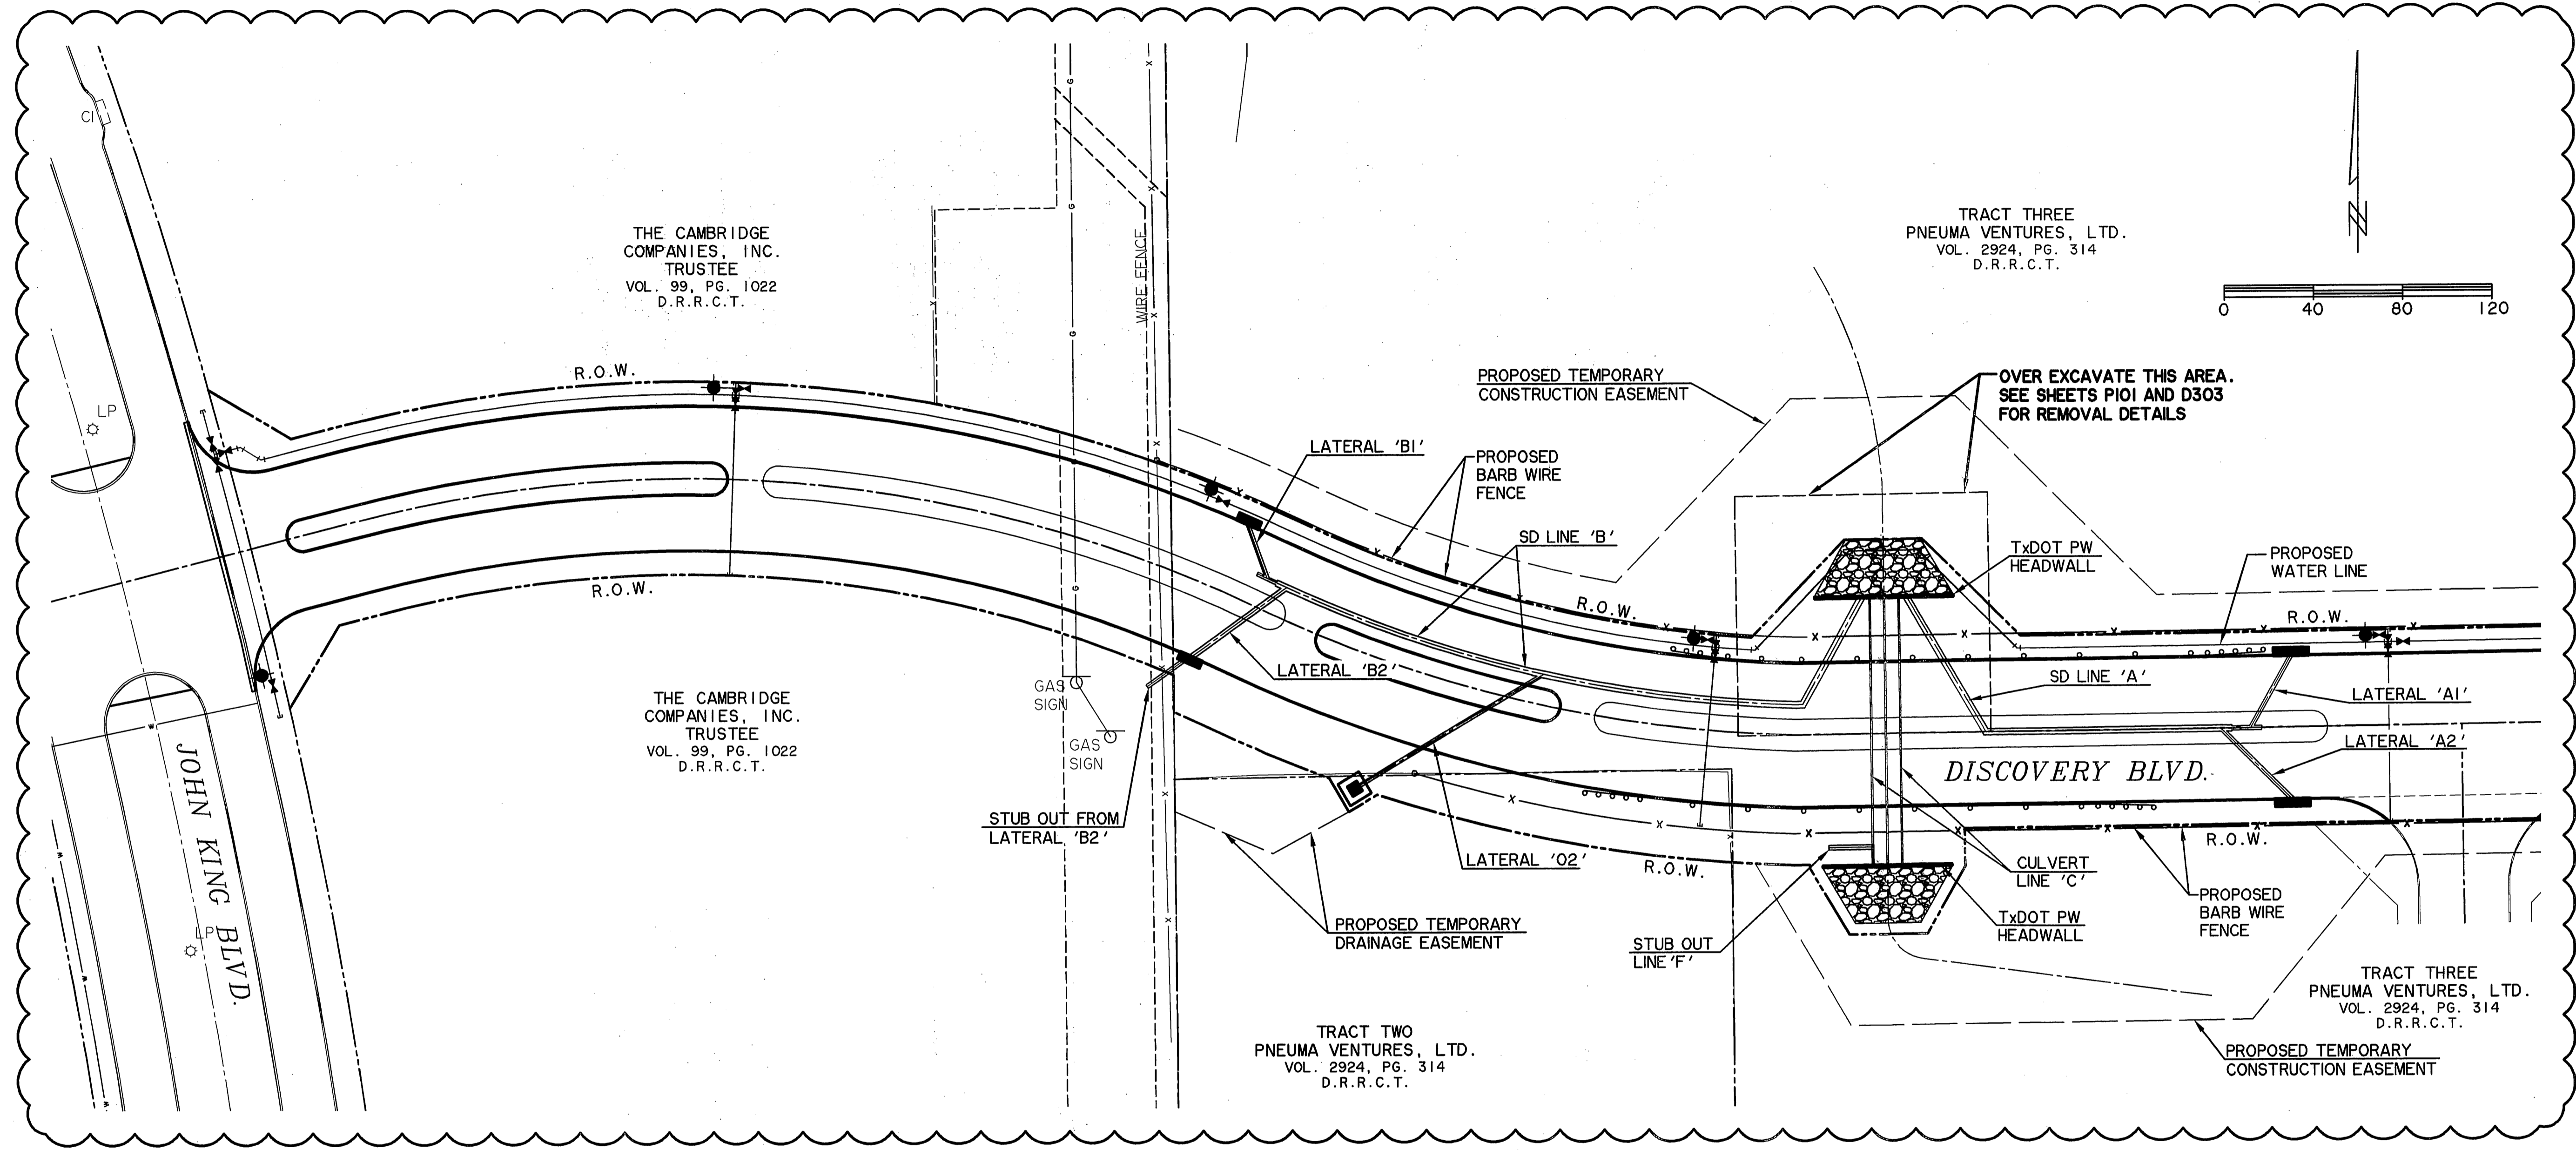 CI
LP
THE CAMBRIDGE
COMPANIES, INC.
TRUSTEE
VOL. 99, PG. 1022
D.R.R.C.T.
R.O.W.
R.O.W.
WIRE FENCE
G
G
G
G
G
TRACT THREE
PNEUMA VENTURES, LTD.
VOL. 2924, PG. 314
D.R.R.C.T.
N
0 40 80 120
PROPOSED TEMPORARY
CONSTRUCTION EASEMENT
OVER EXCAVATE THIS AREA.
SEE SHEETS P101 AND D303
FOR REMOVAL DETAILS
LATERAL 'B1'
PROPOSED
BARB WIRE
FENCE
SD LINE 'B'
TxDOT PW
HEADWALL
PROPOSED
WATER LINE
R.O.W.
R.O.W.
SD LINE 'A'
LATERAL 'A1'
LATERAL 'A2'
LATERAL 'B2'
GAS
SIGN
GAS
SIGN
THE CAMBRIDGE
COMPANIES, INC.
TRUSTEE
VOL. 99, PG. 1022
D.R.R.C.T.
DISCOVERY BLVD.
STUB OUT FROM
LATERAL 'B2'
LATERAL 'O2'
R.O.W.
R.O.W.
CULVERT
LINE 'C'
PROPOSED
BARB WIRE
FENCE
JOHN KING BLVD.
LP
PROPOSED TEMPORARY
DRAINAGE EASEMENT
STUB OUT
LINE 'F'
TxDOT PW
HEADWALL
TRACT TWO
PNEUMA VENTURES, LTD.
VOL. 2924, PG. 314
D.R.R.C.T.
TRACT THREE
PNEUMA VENTURES, LTD.
VOL. 2924, PG. 314
D.R.R.C.T.
PROPOSED TEMPORARY
CONSTRUCTION EASEMENT